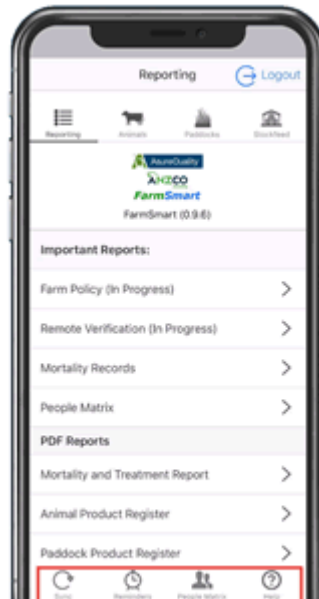 Reporting
Logout
Reporting Animals Paddocks Stockfeed
AsureQuality
ANZCO
FarmSmart
FarmSmart (0.9.6)
Important Reports:
Farm Policy (In Progress)
Remote Verification (In Progress)
Mortality Records
People Matrix
PDF Reports
Mortality and Treatment Report
Animal Product Register
Paddock Product Register
Sync Reminders People Matrix Help